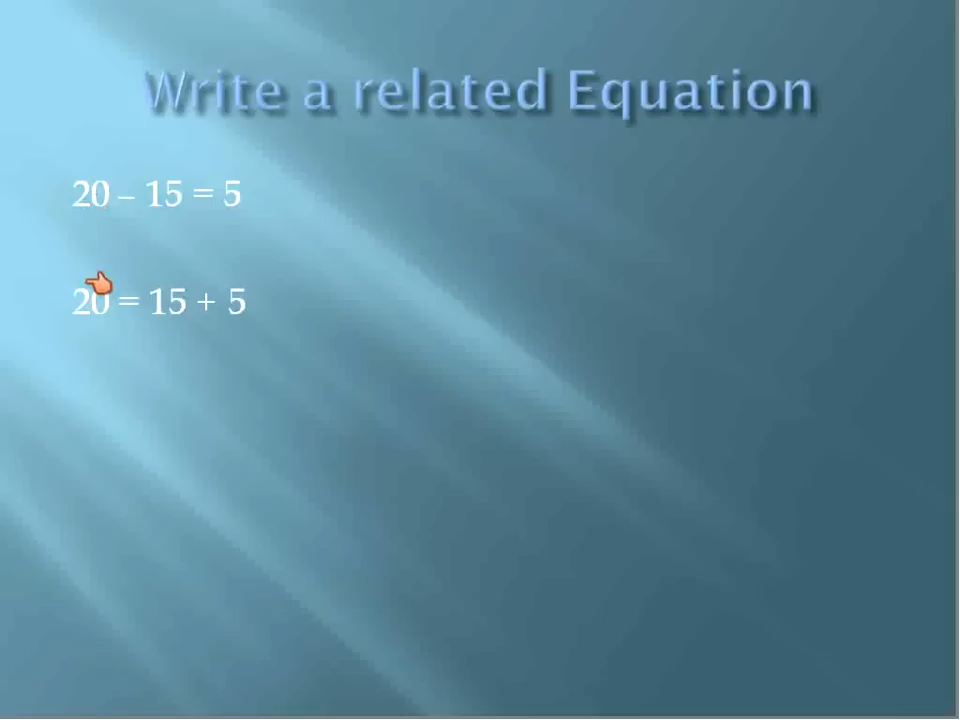 Write a related Equation
20 – 15 = 5
20 = 15 + 5